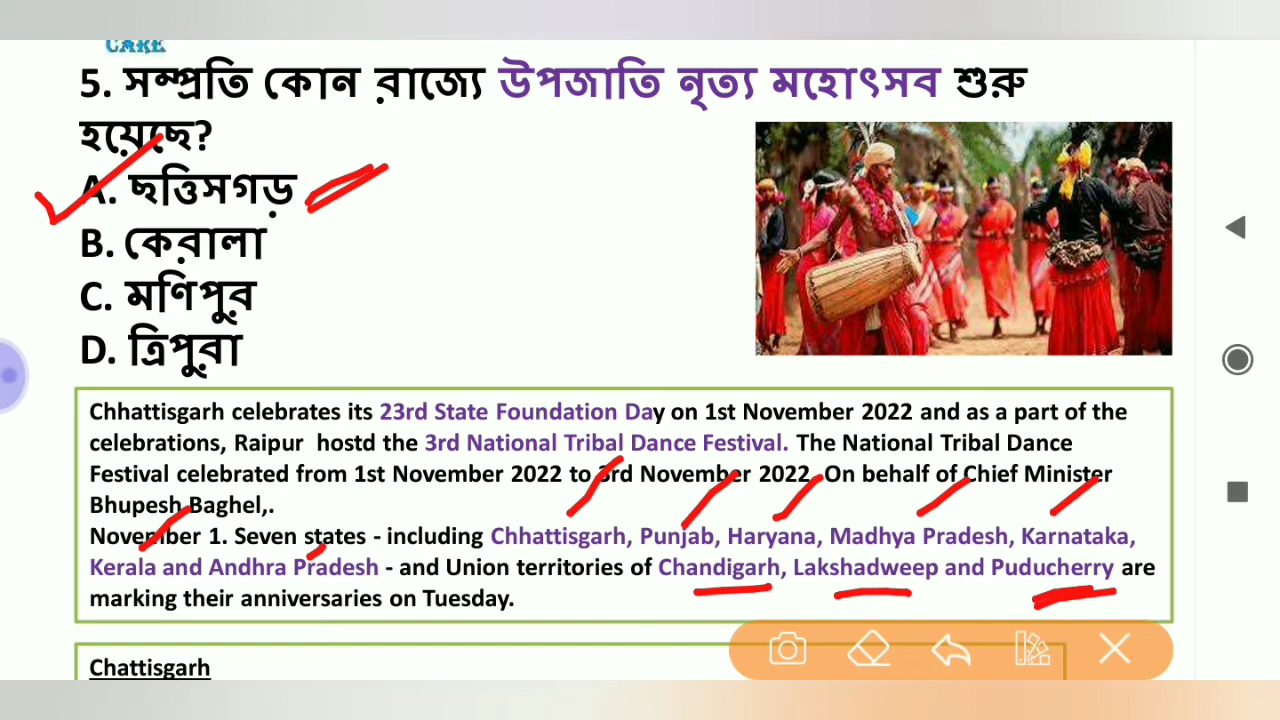 CARE
5. সম্প্রতি কোন রাজ্যে উপজাতি নৃত্য মহোৎসব শুরু
হয়েছে?
A. ছত্তিসগড়
B. কেরালা
C. মণিপুর
D. ত্রিপুরা
Chhattisgarh celebrates its 23rd State Foundation Day on 1st November 2022 and as a part of the
celebrations, Raipur hostd the 3rd National Tribal Dance Festival. The National Tribal Dance
Festival celebrated from 1st November 2022 to 3rd November 2022. On behalf of Chief Minister
Bhupesh Baghel,.
November 1. Seven states - including Chhattisgarh, Punjab, Haryana, Madhya Pradesh, Karnataka,
Kerala and Andhra Pradesh - and Union territories of Chandigarh, Lakshadweep and Puducherry are
marking their anniversaries on Tuesday.
Chattisgarh